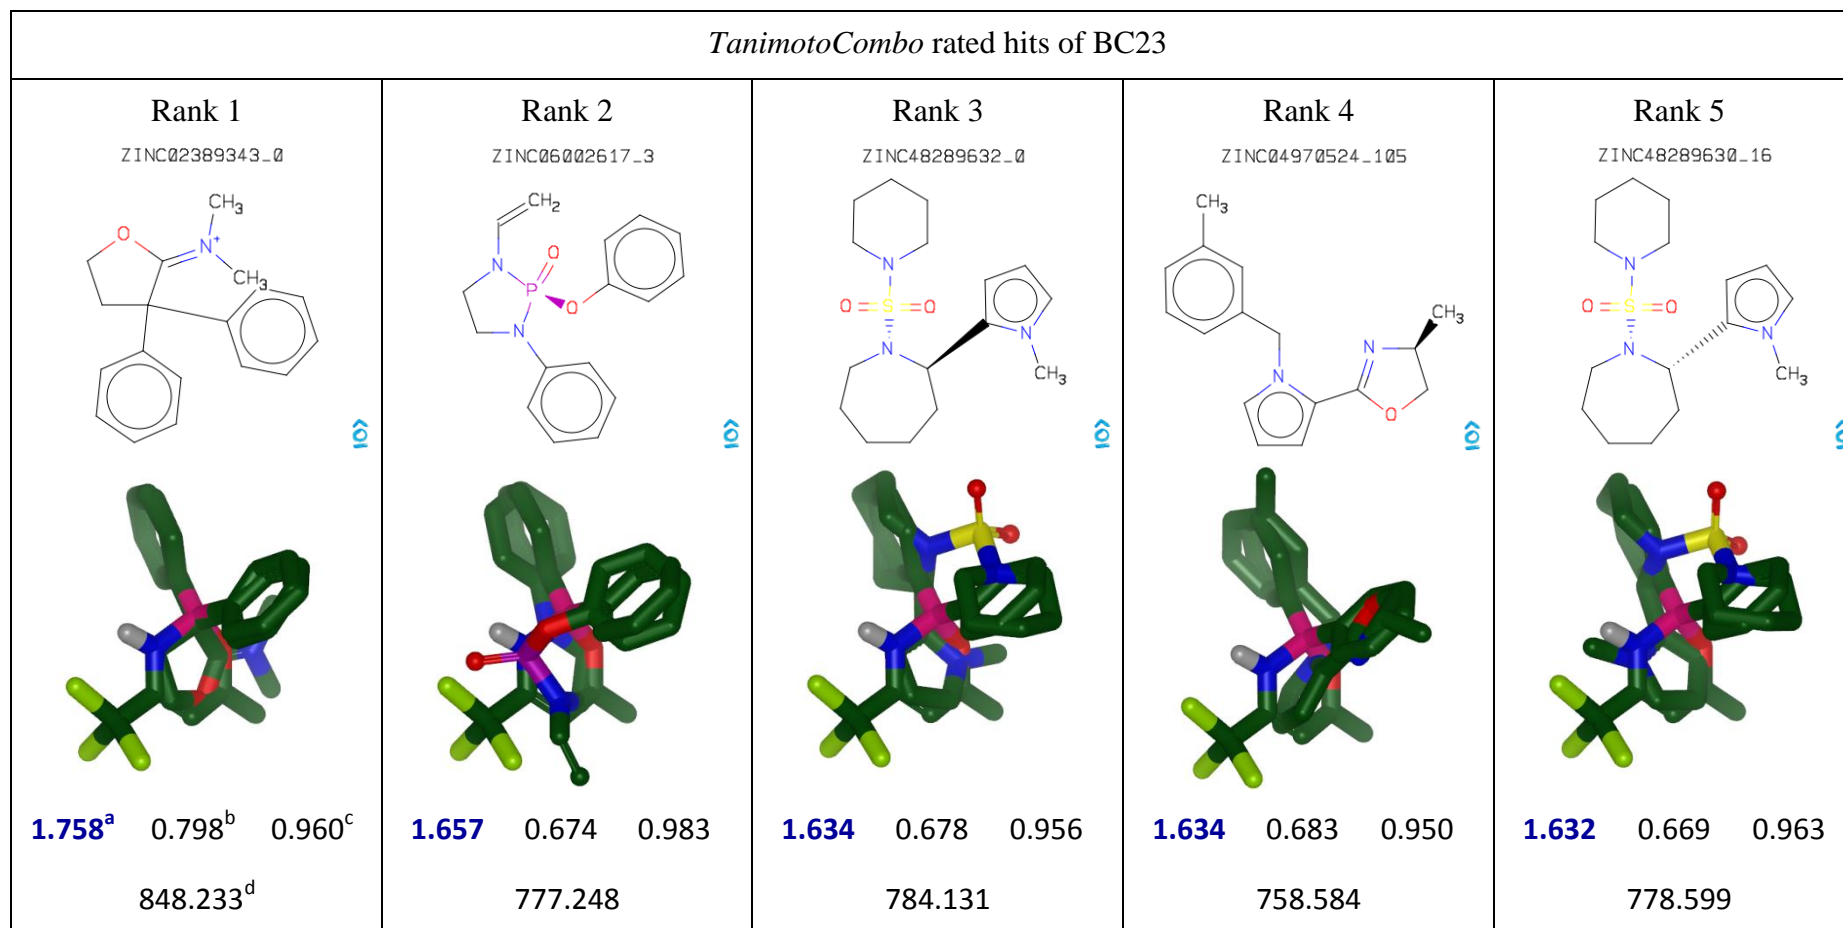 TanimotoCombo rated hits of BC23
Rank 1 Rank 2 Rank 3 Rank 4 Rank 5
ZINC02389343_0 ZINC06002617_3 ZINC48289632_0 ZINC04970524_105 ZINC48289630_16
CH3
O
N+
CH3
CH2
N
O
P
O
N
N
O S O
N
N
CH3
CH3
N
CH3
N
O
N
O S O
N
N
CH3
1.758a 0.798b 0.960c 1.657 0.674 0.983 1.634 0.678 0.956 1.634 0.683 0.950 1.632 0.669 0.963
848.233d 777.248 784.131 758.584 778.599